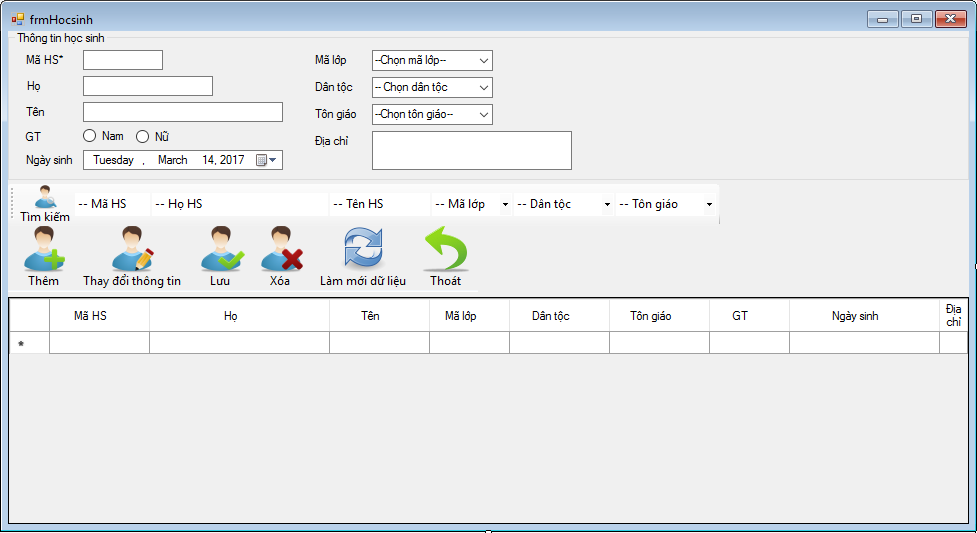 frmHocsinh
Thông tin học sinh
Mã HS*
Mã lớp --Chọn mã lớp--
Họ
Dân tộc -- Chọn dân tộc
Tên
Tôn giáo --Chọn tôn giáo--
GT Nam Nữ
Địa chỉ
Ngày sinh Tuesday , March 14, 2017
Tìm kiếm -- Mã HS -- Họ HS -- Tên HS -- Mã lớp -- Dân tộc -- Tôn giáo
Thêm Thay đổi thông tin Lưu Xóa Làm mới dữ liệu Thoát
Mã HS Họ Tên Mã lớp Dân tộc Tôn giáo GT Ngày sinh Địa chỉ
*